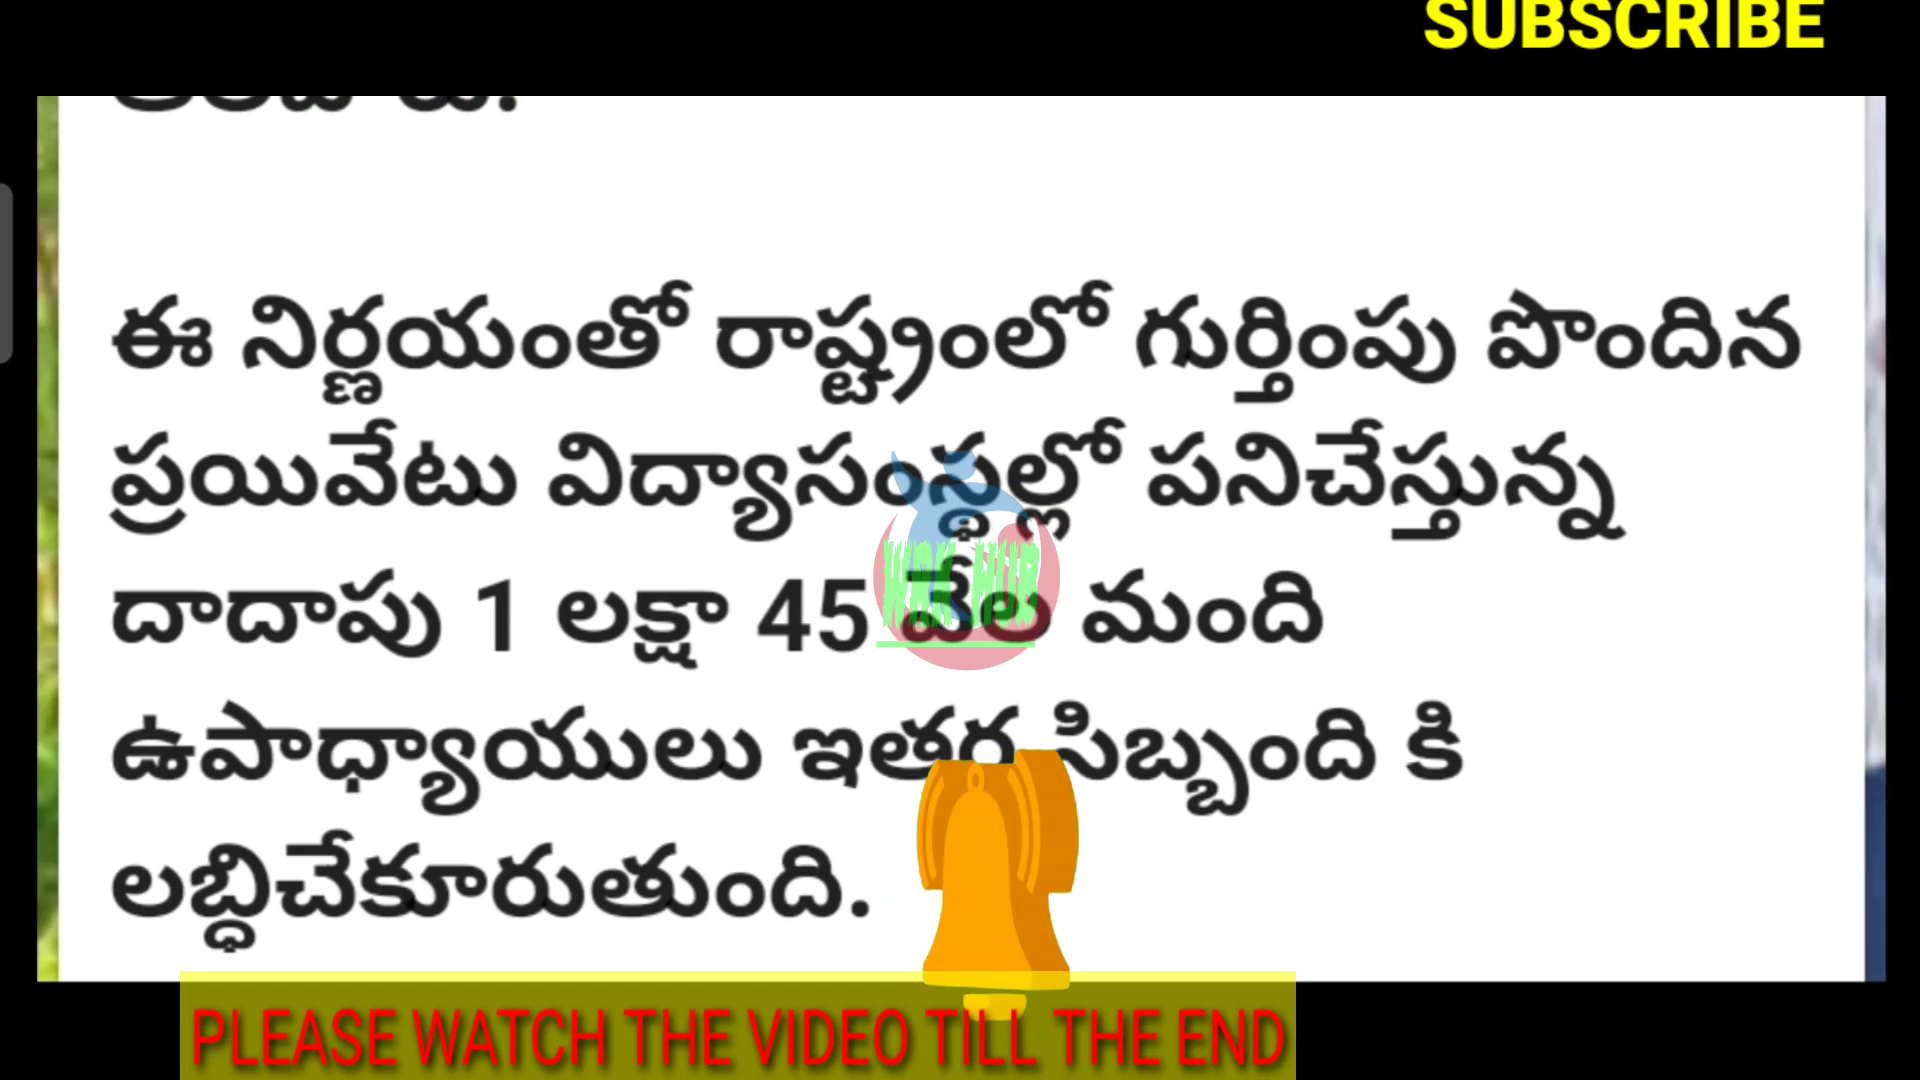 SUBSCRIBE
ఈ నిర్ణయంతో రాష్ట్రంలో గుర్తింపు పొందిన
ప్రయివేటు విద్యాసంస్థల్లో పనిచేస్తున్న
దాదాపు 1 లక్షా 45 వేల మంది
ఉపాధ్యాయులు ఇతర సిబ్బంది కి
లబ్ధిచేకూరుతుంది.
PLEASE WATCH THE VIDEO TILL THE END